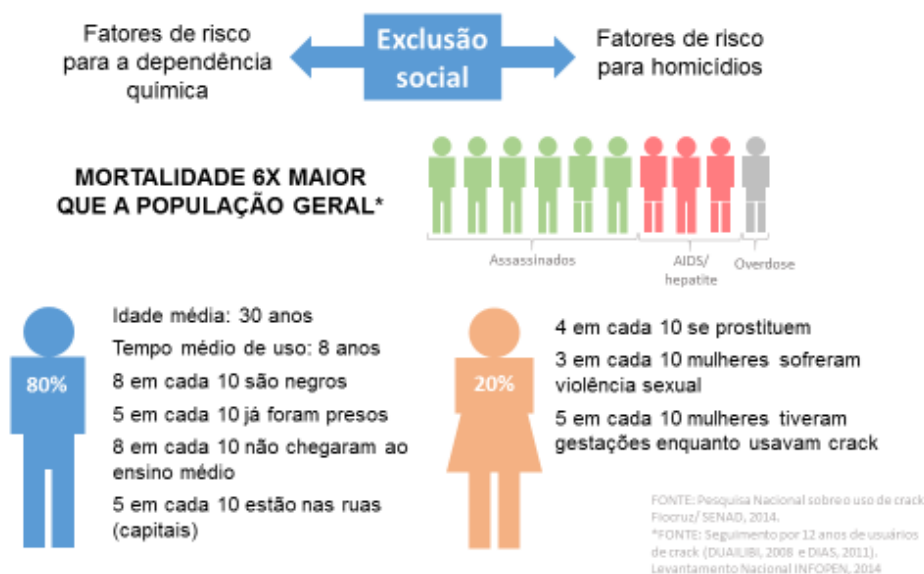 Fatores de risco
para a dependência
química
Exclusão
social
Fatores de risco
para homicídios
MORTALIDADE 6X MAIOR
QUE A POPULAÇÃO GERAL*
Assassinados
AIDS/
hepatite
Overdose
80%
Idade média: 30 anos
Tempo médio de uso: 8 anos
8 em cada 10 são negros
5 em cada 10 já foram presos
8 em cada 10 não chegaram ao
ensino médio
5 em cada 10 estão nas ruas
(capitais)
20%
4 em cada 10 se prostituem
3 em cada 10 mulheres sofreram
violência sexual
5 em cada 10 mulheres tiveram
gestações enquanto usavam crack
FONTE: Pesquisa Nacional sobre o uso de crack
Fiocruz/ SENAD, 2014.
*FONTE: Seguimento por 12 anos de usuários
de crack (DUAILIBI, 2008 e DIAS, 2011).
Levantamento Nacional INFOPEN, 2014